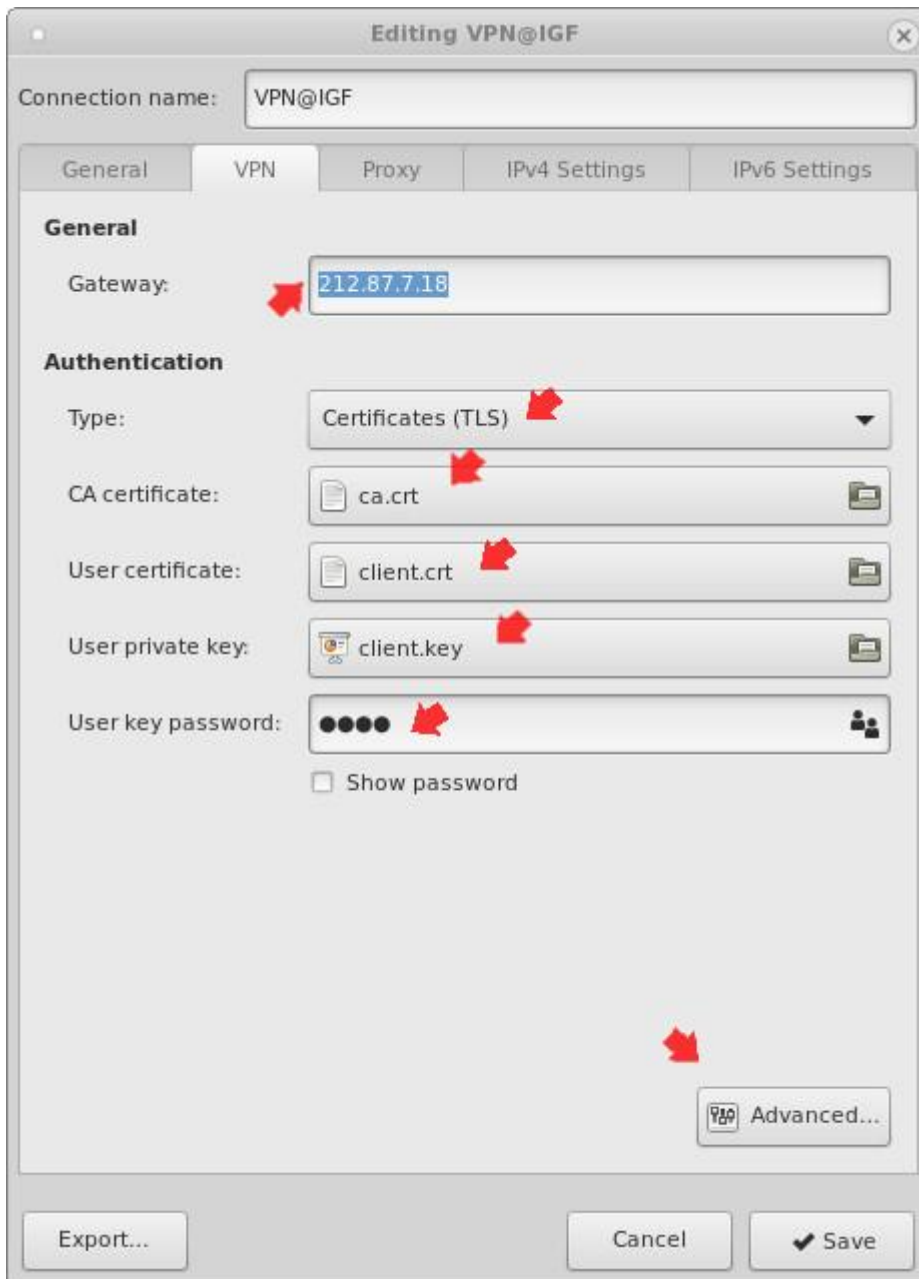 Editing VPN@IGF
Connection name: VPN@IGF
General VPN Proxy IPv4 Settings IPv6 Settings
General
Gateway: 212.87.7.18
Authentication
Type: Certificates (TLS)
CA certificate: ca.crt
User certificate: client.crt
User private key: client.key
User key password: ●●●●
Show password
Advanced...
Export... Cancel Save